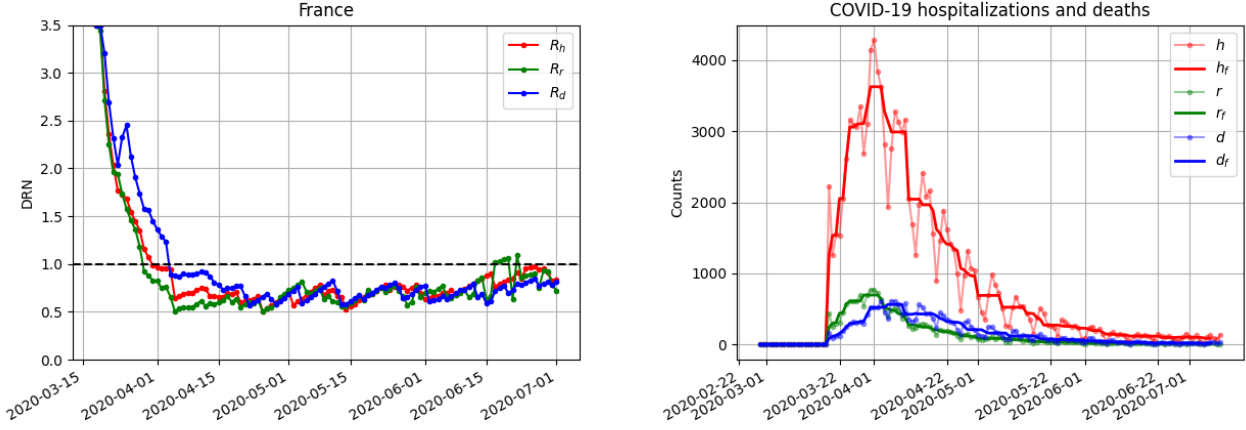 France
3.5
3.0
2.5
2.0
1.5
1.0
0.5
0.0
DRN
R_h
R_r
R_d
2020-03-15
2020-04-01
2020-04-15
2020-05-01
2020-05-15
2020-06-01
2020-06-15
2020-07-01
COVID-19 hospitalizations and deaths
4000
3000
2000
1000
0
Counts
h
h_f
r
r_f
d
d_f
2020-02-22
2020-03-01
2020-03-22
2020-04-01
2020-04-22
2020-05-01
2020-05-22
2020-06-01
2020-06-22
2020-07-01